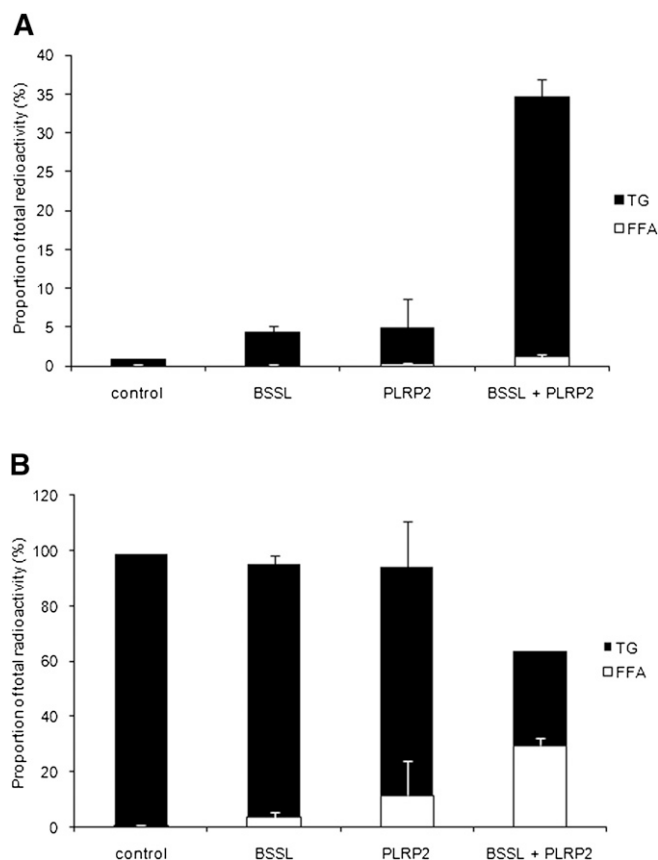 A
Proportion of total redioactivity (%)
40
35
30
25
20
15
10
5
0
control
BSSL
PLRP2
BSSL + PLRP2
TG
FFA
B
Proportion of total radioactivity (%)
120
100
80
60
40
20
0
control
BSSL
PLRP2
BSSL + PLRP2
TG
FFA